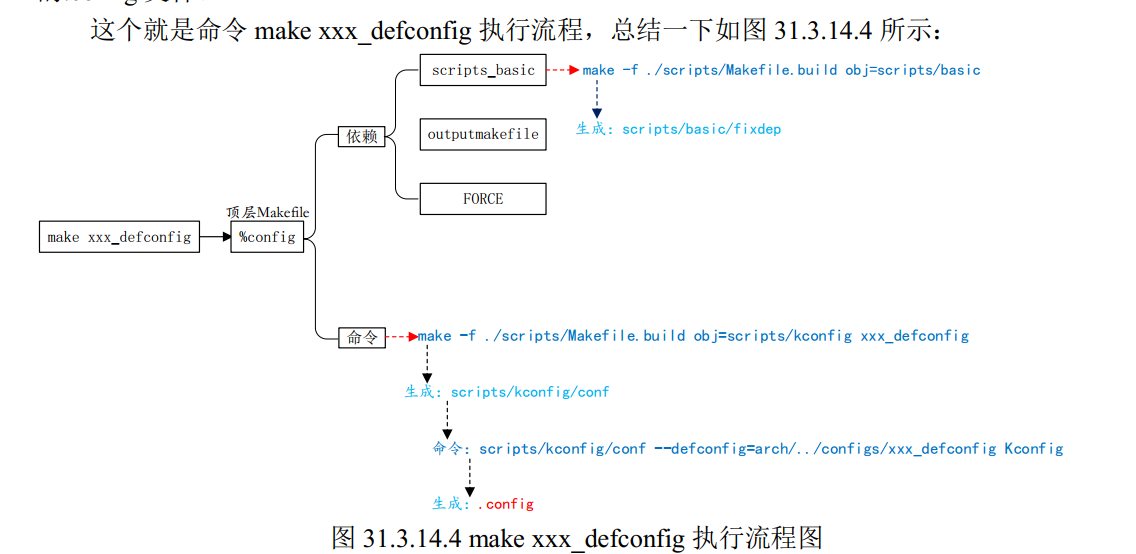 这个就是命令 make xxx_defconfig 执行流程，总结一下如图 31.3.14.4 所示：
scripts_basic
make -f ./scripts/Makefile.build obj=scripts/basic
生成：scripts/basic/fixdep
依赖
outputmakefile
FORCE
顶层Makefile
make xxx_defconfig
%config
命令
make -f ./scripts/Makefile.build obj=scripts/kconfig xxx_defconfig
生成：scripts/kconfig/conf
命令：scripts/kconfig/conf --defconfig=arch/../configs/xxx_defconfig Kconfig
生成：.config
图 31.3.14.4 make xxx_defconfig 执行流程图